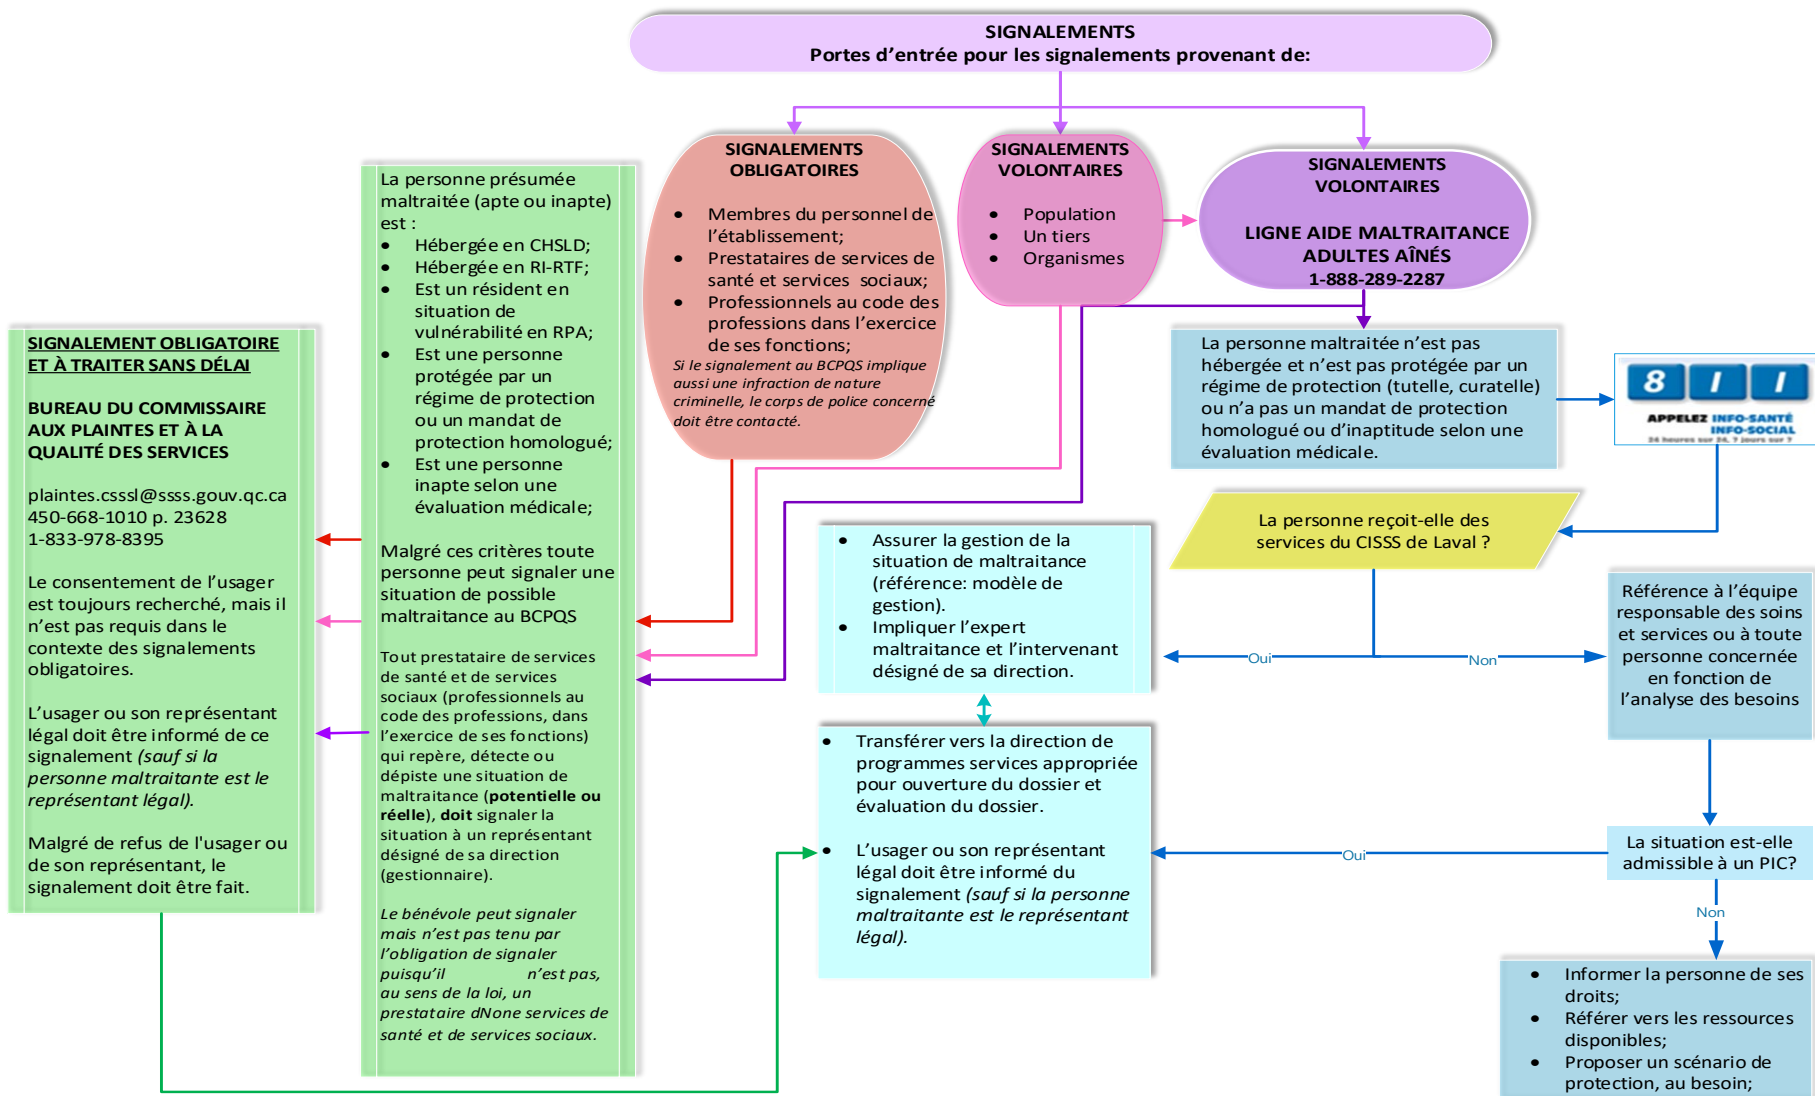 SIGNALEMENTS
Portes d'entrée pour les signalements provenant de:
SIGNALEMENTS
OBLIGATOIRES
• Membres du personnel de
l'établissement;
• Prestataires de services de
santé et services sociaux;
• Professionnels au code des
professions dans l'exercice
de ses fonctions;
Si le signalement au BCPQS implique
aussi une infraction de nature
criminelle, le corps de police concerné
doit être contacté.
SIGNALEMENTS
VOLONTAIRES
• Population
• Un tiers
• Organismes
SIGNALEMENTS
VOLONTAIRES
LIGNE AIDE MALTRAITANCE
ADULTES AÎNÉS
1-888-289-2287
La personne présumée
maltraitée (apte ou inapte)
est :
• Hébergée en CHSLD;
• Hébergée en RI-RTF;
• Est un résident en
situation de
vulnérabilité en RPA;
• Est une personne
protégée par un
régime de protection
ou un mandat de
protection homologué;
• Est une personne
inapte selon une
évaluation médicale;
Malgré ces critères toute
personne peut signaler une
situation de possible
maltraitance au BCPQS
Tout prestataire de services
de santé et de services
sociaux (professionnels au
code des professions, dans
l'exercice de ses fonctions)
qui repère, détecte ou
dépiste une situation de
maltraitance (potentielle ou
réelle), doit signaler la
situation à un représentant
désigné de sa direction
(gestionnaire).
Le bénévole peut signaler
mais n'est pas tenu par
l'obligation de signaler
puisqu'il n'est pas,
au sens de la loi, un
prestataire dNone services de
santé et de services sociaux.
SIGNALEMENT OBLIGATOIRE
ET À TRAITER SANS DÉLAI
BUREAU DU COMMISSAIRE
AUX PLAINTES ET À LA
QUALITÉ DES SERVICES
plaintes.csssl@ssss.gouv.qc.ca
450-668-1010 p. 23628
1-833-978-8395
Le consentement de l'usager
est toujours recherché, mais il
n'est pas requis dans le
contexte des signalements
obligatoires.
L'usager ou son représentant
légal doit être informé de ce
signalement (sauf si la
personne maltraitante est le
représentant légal).
Malgré de refus de l'usager ou
de son représentant, le
signalement doit être fait.
La personne maltraitée n'est pas
hébergée et n'est pas protégée par un
régime de protection (tutelle, curatelle)
ou n'a pas un mandat de protection
homologué ou d'inaptitude selon une
évaluation médicale.
811
APPELEZ INFO-SANTÉ
INFO-SOCIAL
24 heures sur 24, 7 jours sur 7
La personne reçoit-elle des
services du CISSS de Laval ?
Oui
Non
• Assurer la gestion de la
situation de maltraitance
(référence: modèle de
gestion).
• Impliquer l'expert
maltraitance et l'intervenant
désigné de sa direction.
Référence à l'équipe
responsable des soins
et services ou à toute
personne concernée
en fonction de
l'analyse des besoins
• Transférer vers la direction de
programmes services appropriée
pour ouverture du dossier et
évaluation du dossier.
• L'usager ou son représentant
légal doit être informé du
signalement (sauf si la personne
maltraitante est le représentant
légal).
La situation est-elle
admissible à un PIC?
Oui
Non
• Informer la personne de ses
droits;
• Référer vers les ressources
disponibles;
• Proposer un scénario de
protection, au besoin;